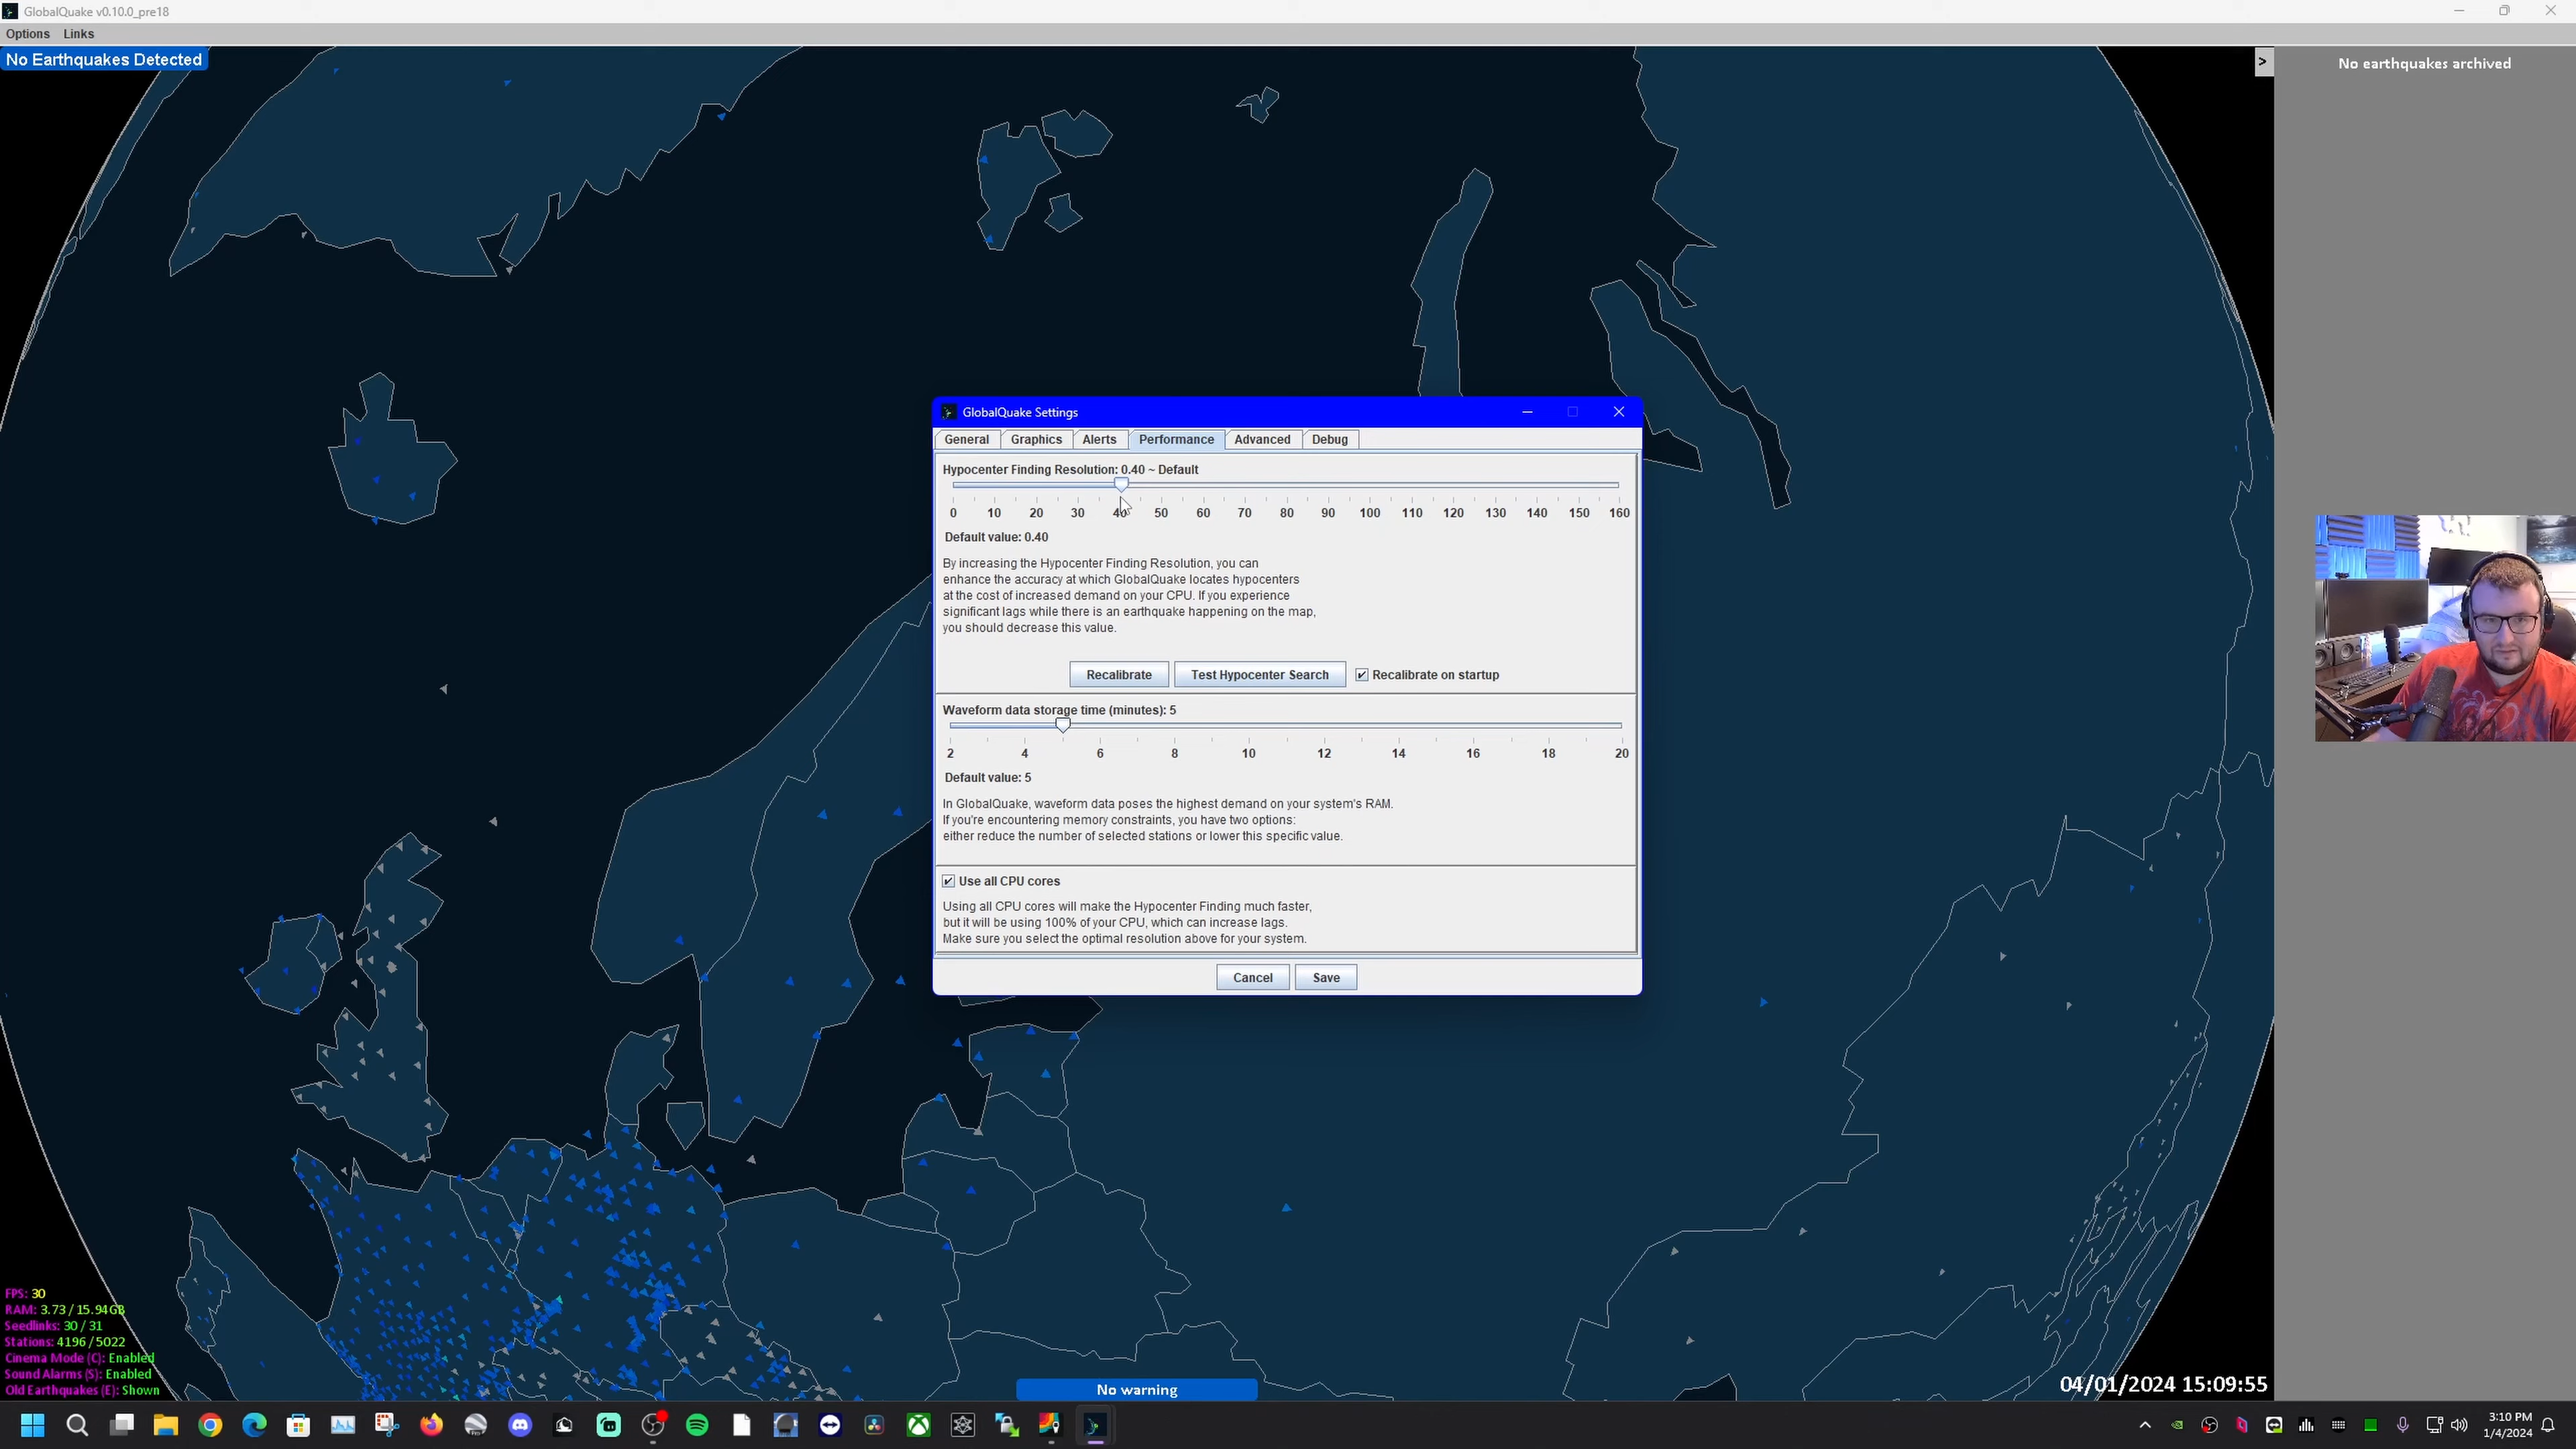 GlobalQuake v0.10.0_pre18
Options Links
No Earthquakes Detected
>
No earthquakes archived
GlobalQuake Settings
General Graphics Alerts Performance Advanced Debug
Hypocenter Finding Resolution: 0.40 ~ Default
0 10 20 30 40 50 60 70 80 90 100 110 120 130 140 150 160
Default value: 0.40
By increasing the Hypocenter Finding Resolution, you can
enhance the accuracy at which GlobalQuake locates hypocenters
at the cost of increased demand on your CPU. If you experience
significant lags while there is an earthquake happening on the map,
you should decrease this value.
Recalibrate Test Hypocenter Search Recalibrate on startup
Waveform data storage time (minutes): 5
2 4 6 8 10 12 14 16 18 20
Default value: 5
In GlobalQuake, waveform data poses the highest demand on your system's RAM.
If you're encountering memory constraints, you have two options:
either reduce the number of selected stations or lower this specific value.
Use all CPU cores
Using all CPU cores will make the Hypocenter Finding much faster,
but it will be using 100% of your CPU, which can increase lags.
Make sure you select the optimal resolution above for your system.
Cancel Save
FPS: 30
RAM: 3.73 / 15.94GB
Seedlinks: 30 / 31
Stations: 4196 / 5022
Cinema Mode (C): Enabled
Sound Alarms (S): Enabled
Old Earthquakes (E): Shown
No warning
04/01/2024 15:09:55
3:10 PM
1/4/2024